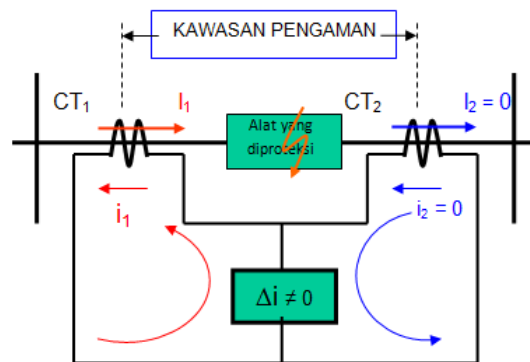 KAWASAN PENGAMAN
CT₁
I₁
Alat yang
diproteksi
CT₂
I₂ = 0
i₁
i₂ = 0
Δi ≠ 0